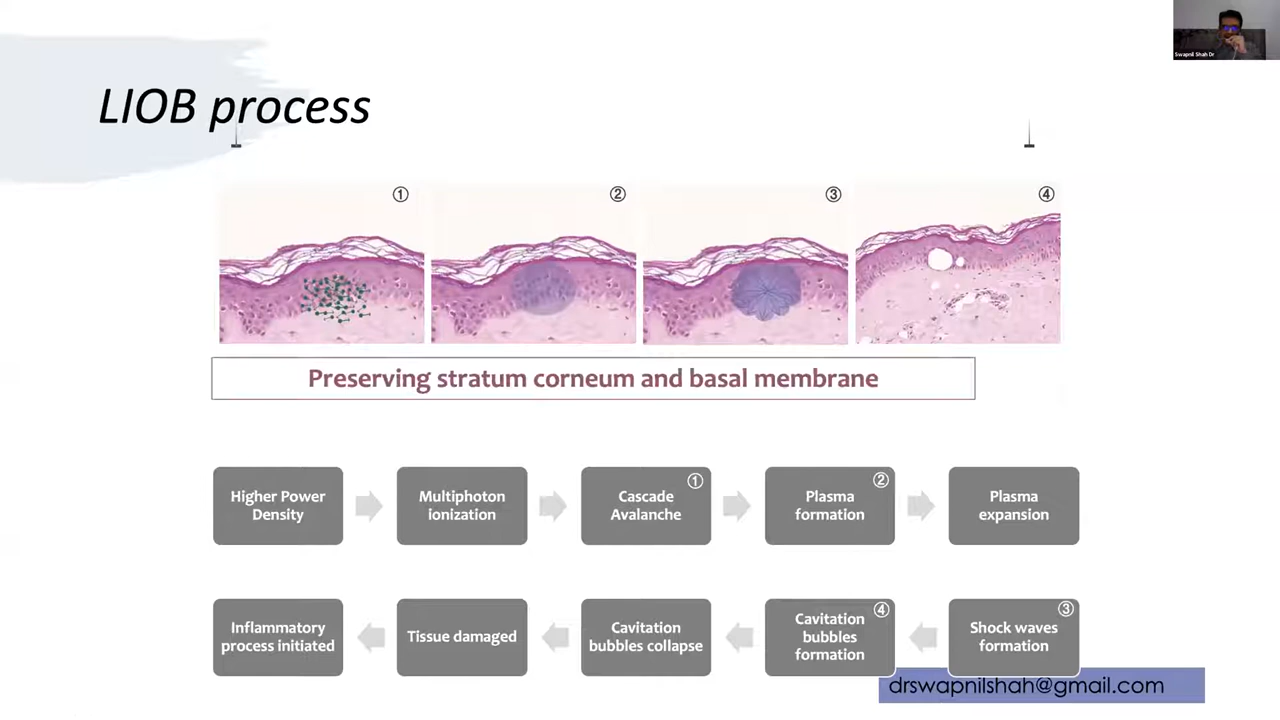 Swapnil Shah Dr
LIOB process
①
②
③
④
Preserving stratum corneum and basal membrane
Higher Power
Density
Multiphoton
ionization
①
Cascade
Avalanche
②
Plasma
formation
Plasma
expansion
Inflammatory
process initiated
Tissue damaged
Cavitation
bubbles collapse
④
Cavitation
bubbles
formation
③
Shock waves
formation
drswapnilshah@gmail.com